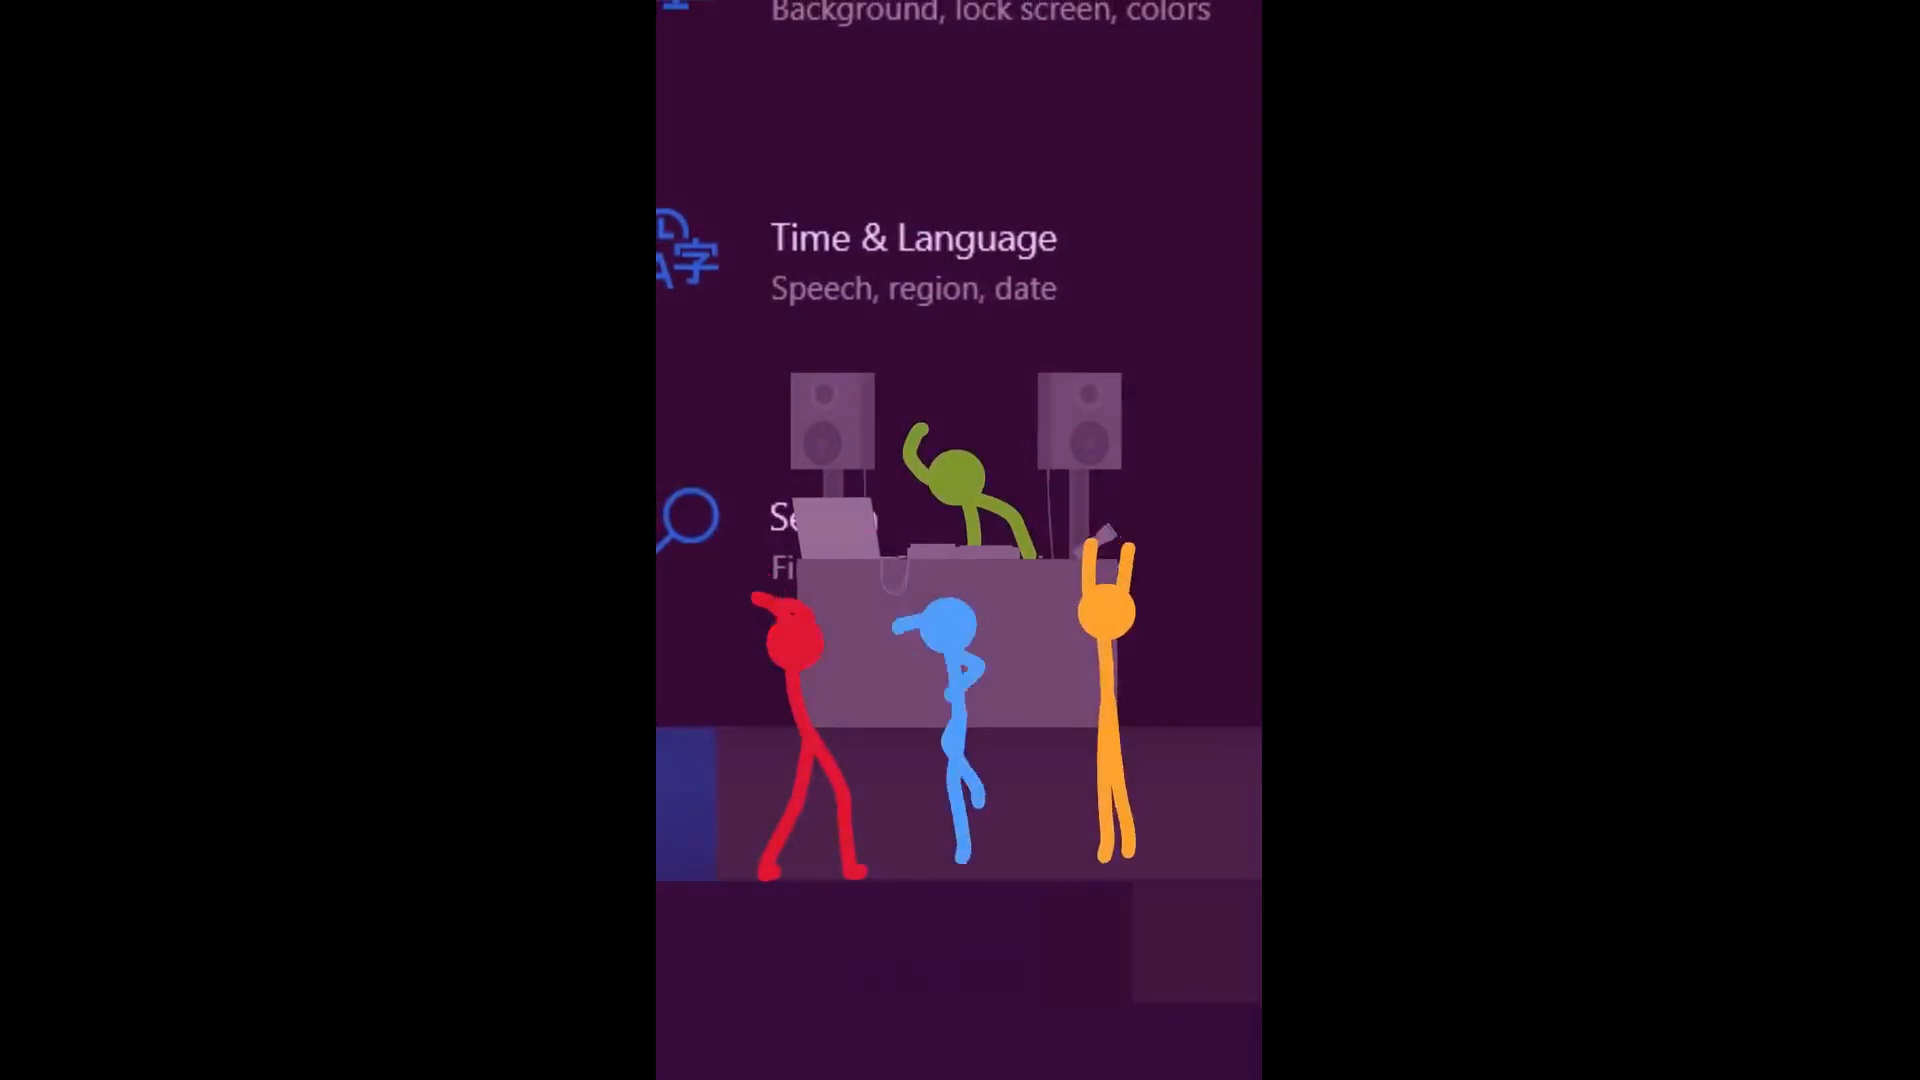 Background, lock screen, colors
Time & Language
Speech, region, date